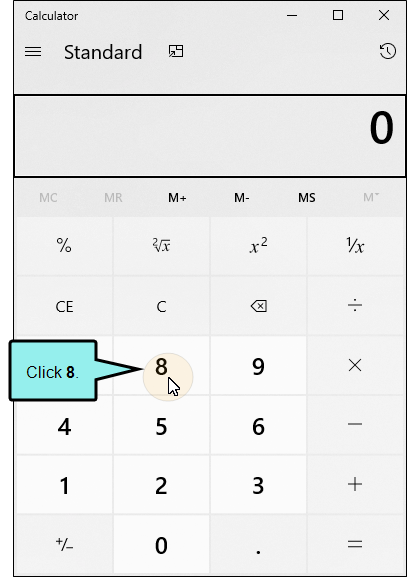 Calculator
Standard
0
MC MR M+ M- MS M˅
% ²√x x² ¹/x
CE C ÷
Click 8. 8 9 ×
4 5 6 −
1 2 3 +
+/− 0 . =